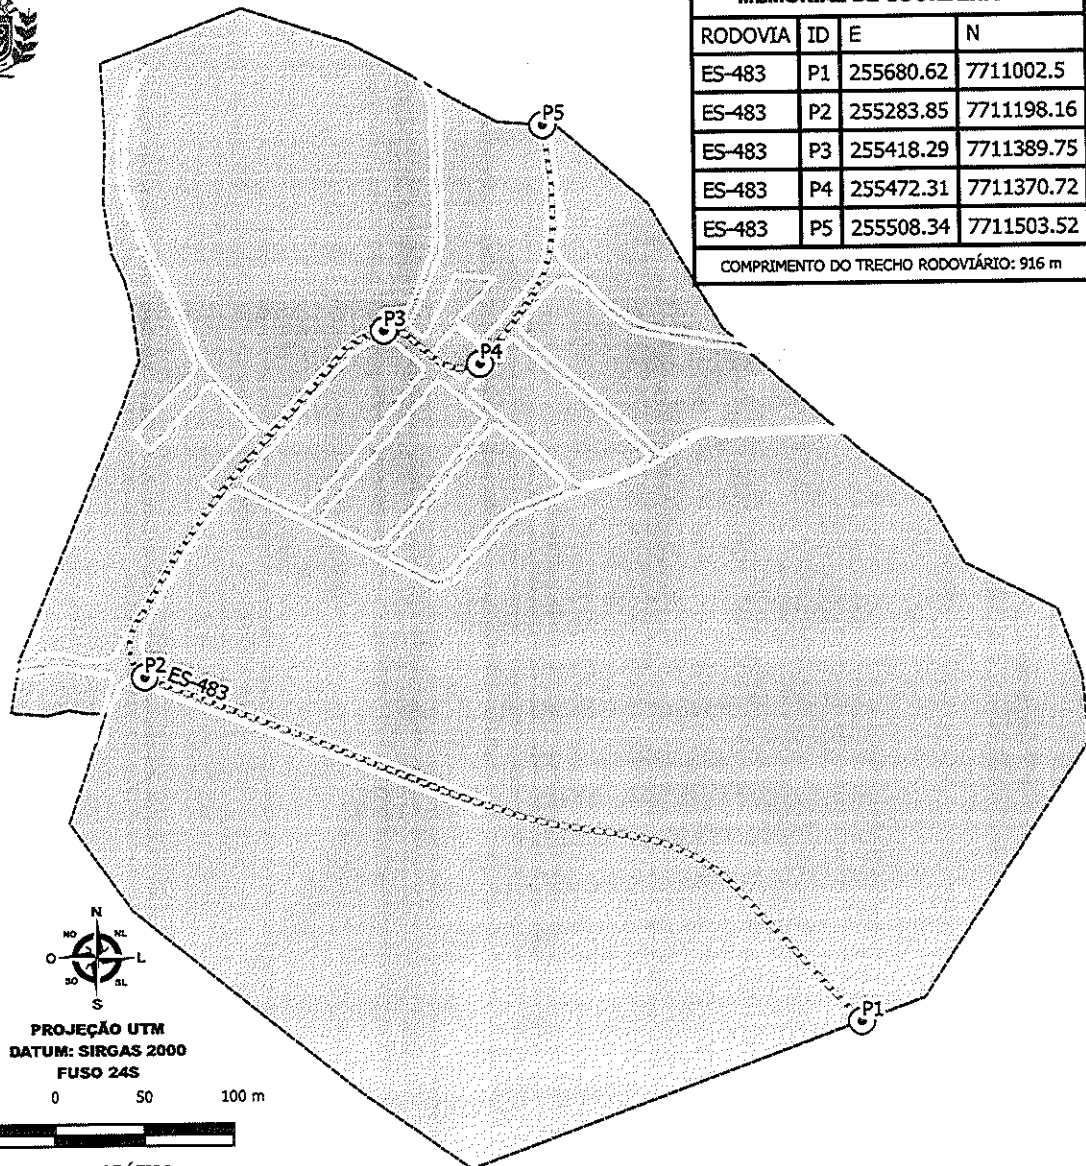 RODOVIA ID E N
ES-483 P1 255680.62 7711002.5
ES-483 P2 255283.85 7711198.16
ES-483 P3 255418.29 7711389.75
ES-483 P4 255472.31 7711370.72
ES-483 P5 255508.34 7711503.52
COMPRIMENTO DO TRECHO RODOVIÁRIO: 916 m
P5
P3
P4
P2
ES-483
P1
N
NO NL
O L
SO SL
S
PROJEÇÃO UTM
DATUM: SIRGAS 2000
FUSO 24S
0 50 100 m